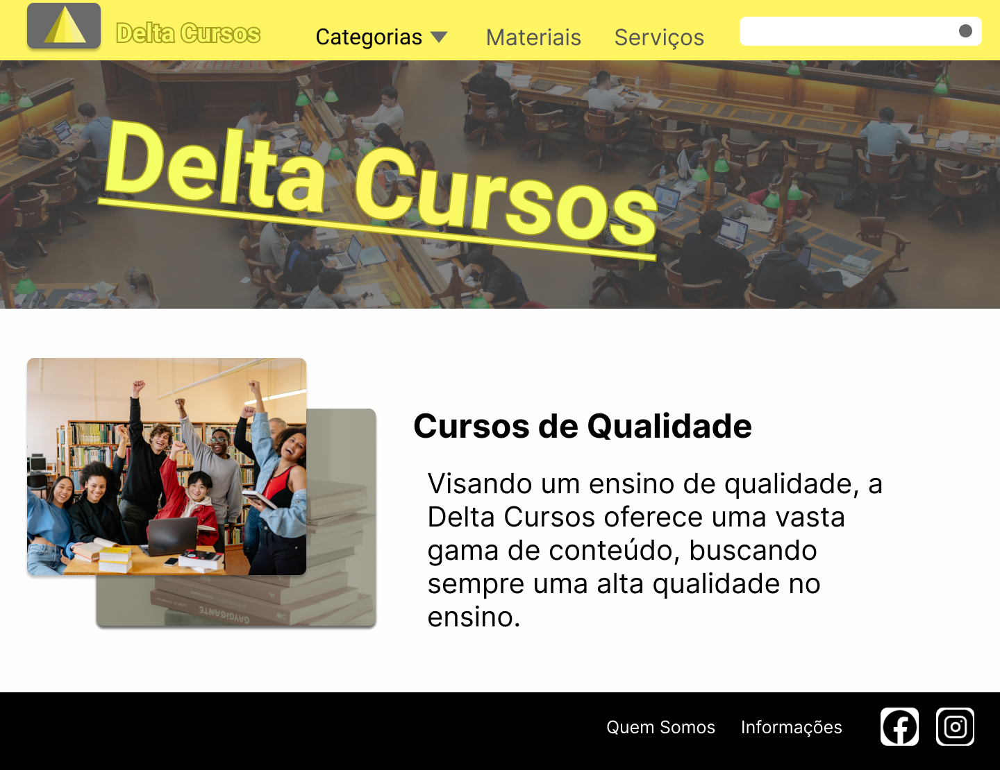 Delta Cursos
Categorias
Materiais
Serviços
Delta Cursos
Cursos de Qualidade
Visando um ensino de qualidade, a
Delta Cursos oferece uma vasta
gama de conteúdo, buscando
sempre uma alta qualidade no
ensino.
GAYGIGANTE
Quem Somos
Informações